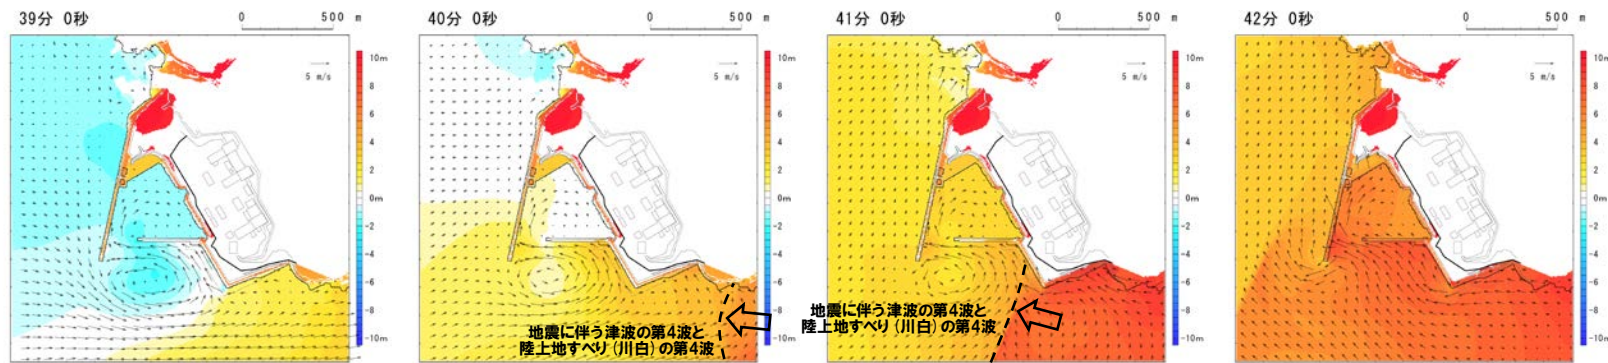 39分 0秒
0 500 m
5 m/s
10m
8
6
4
2
0m
-2
-4
-6
-8
-10m
40分 0秒
0 500 m
5 m/s
10m
8
6
4
2
0m
-2
-4
-6
-8
-10m
地震に伴う津波の第4波と
陸上地すべり(川白)の第4波
41分 0秒
0 500 m
5 m/s
10m
8
6
4
2
0m
-2
-4
-6
-8
-10m
地震に伴う津波の第4波と
陸上地すべり(川白)の第4波
42分 0秒
0 500 m
5 m/s
10m
8
6
4
2
0m
-2
-4
-6
-8
-10m